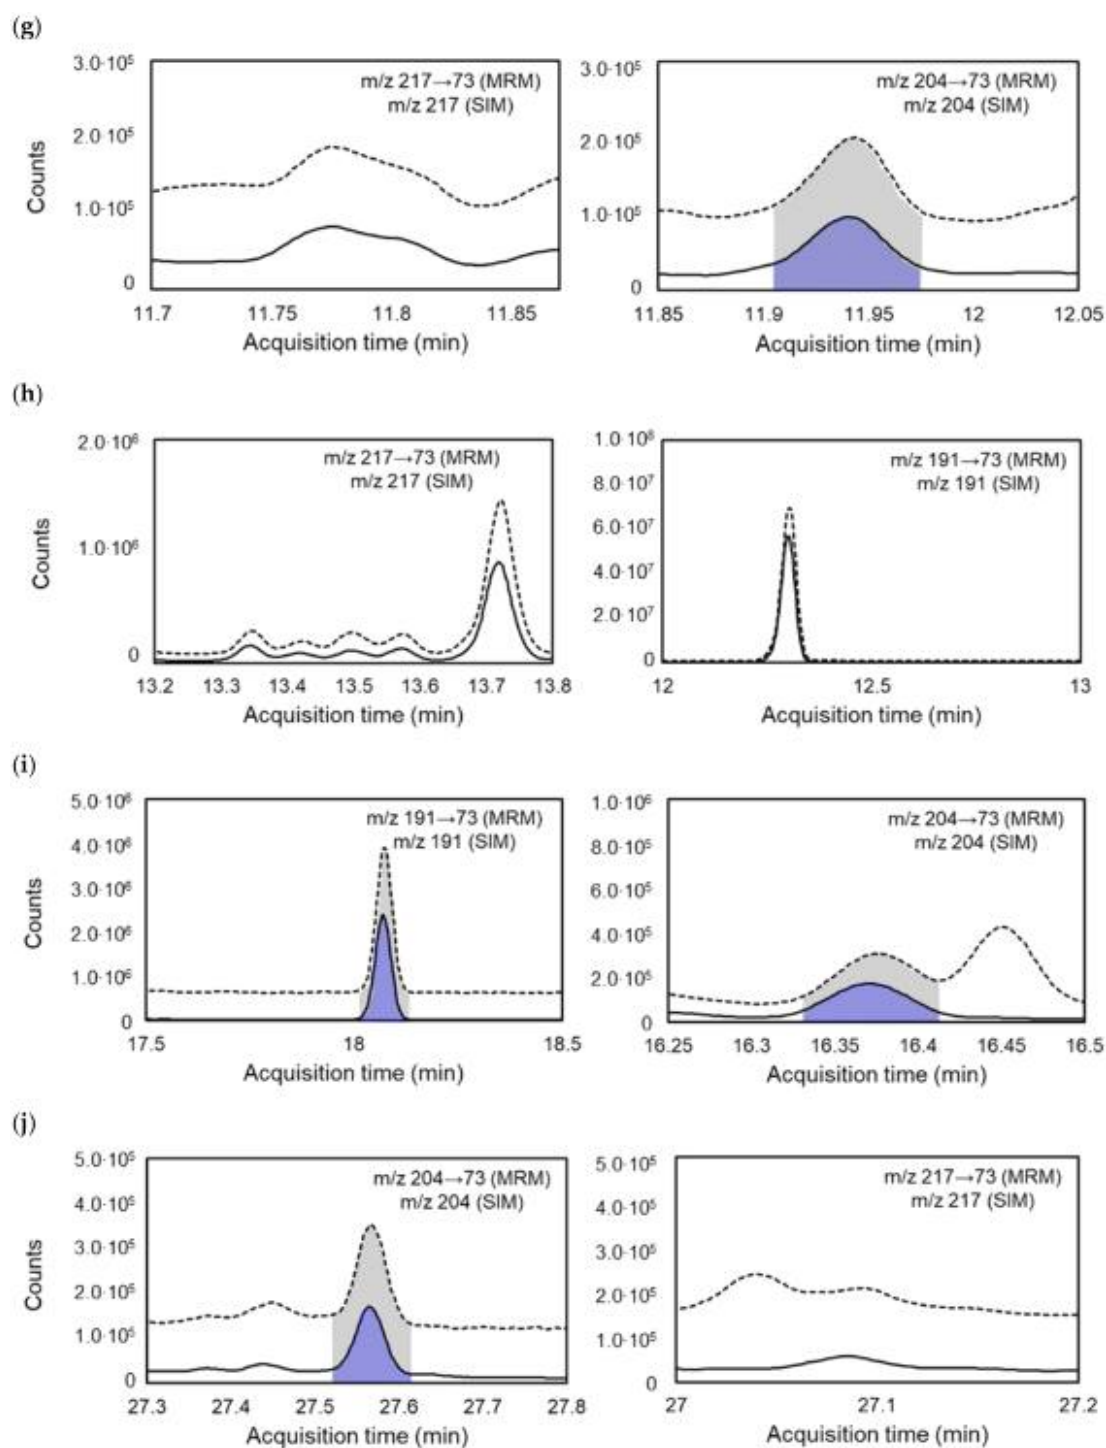 (g)
3.0·10⁵
2.0·10⁵
1.0·10⁵
0
Counts
m/z 217→73 (MRM)
m/z 217 (SIM)
11.7 11.75 11.8 11.85
Acquisition time (min)
3.0·10⁵
2.0·10⁵
1.0·10⁵
0
m/z 204→73 (MRM)
m/z 204 (SIM)
11.85 11.9 11.95 12 12.05
Acquisition time (min)
(h)
2.0·10⁶
1.0·10⁶
0
Counts
m/z 217→73 (MRM)
m/z 217 (SIM)
13.2 13.3 13.4 13.5 13.6 13.7 13.8
Acquisition time (min)
1.0·10⁸
8.0·10⁷
6.0·10⁷
4.0·10⁷
2.0·10⁷
0
m/z 191→73 (MRM)
m/z 191 (SIM)
12 12.5 13
Acquisition time (min)
(i)
5.0·10⁶
4.0·10⁶
3.0·10⁶
2.0·10⁶
1.0·10⁶
0
Counts
m/z 191→73 (MRM)
m/z 191 (SIM)
17.5 18 18.5
Acquisition time (min)
1.0·10⁶
8.0·10⁵
6.0·10⁵
4.0·10⁵
2.0·10⁵
0
m/z 204→73 (MRM)
m/z 204 (SIM)
16.25 16.3 16.35 16.4 16.45 16.5
Acquisition time (min)
(j)
5.0·10⁵
4.0·10⁵
3.0·10⁵
2.0·10⁵
1.0·10⁵
0
Counts
m/z 204→73 (MRM)
m/z 204 (SIM)
27.3 27.4 27.5 27.6 27.7 27.8
Acquisition time (min)
5.0·10⁵
4.0·10⁵
3.0·10⁵
2.0·10⁵
1.0·10⁵
0
m/z 217→73 (MRM)
m/z 217 (SIM)
27 27.1 27.2
Acquisition time (min)